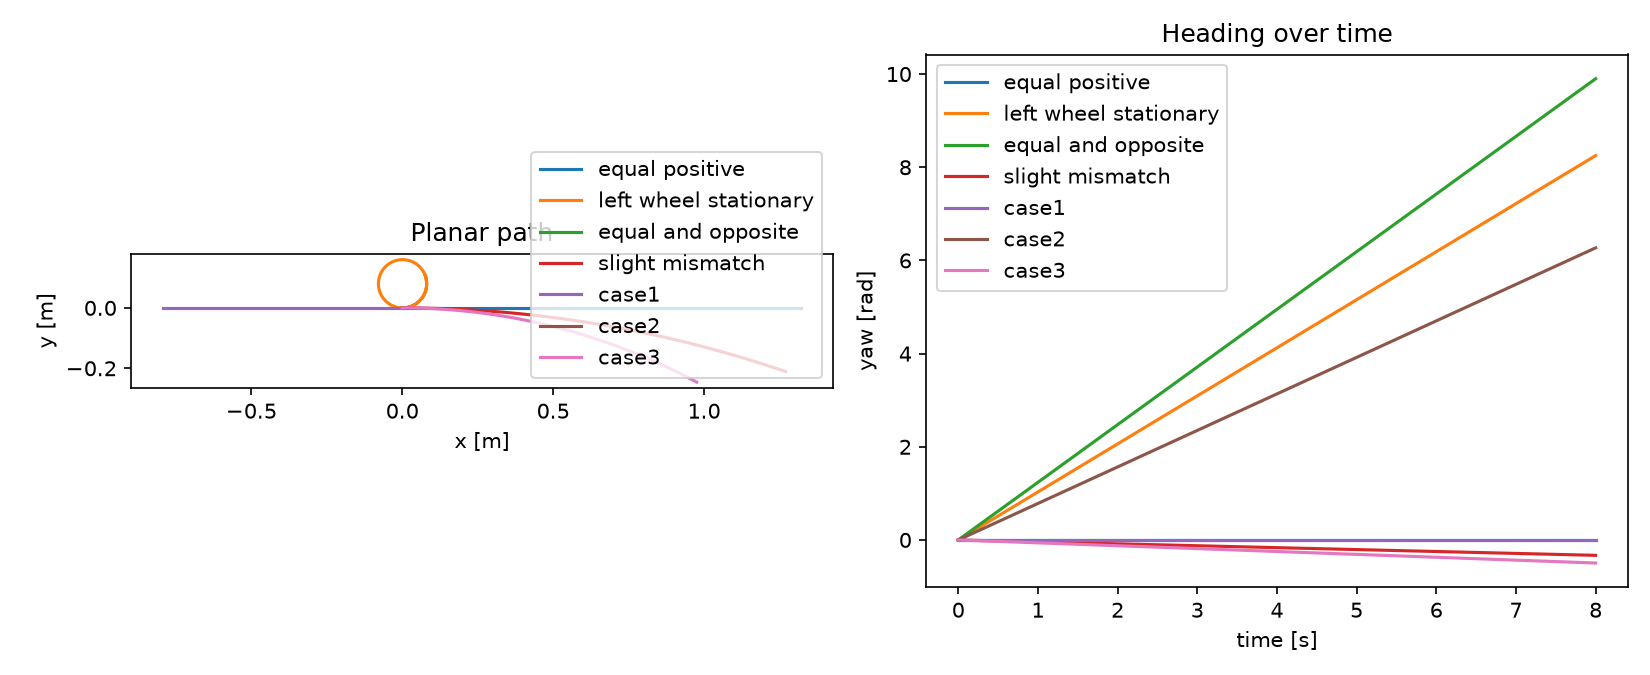 Planar path
equal positive
left wheel stationary
equal and opposite
slight mismatch
case1
case2
case3
0.0
−0.2
y [m]
−0.5
0.0
0.5
1.0
x [m]
Heading over time
equal positive
left wheel stationary
equal and opposite
slight mismatch
case1
case2
case3
10
8
6
4
2
0
yaw [rad]
0
1
2
3
4
5
6
7
8
time [s]